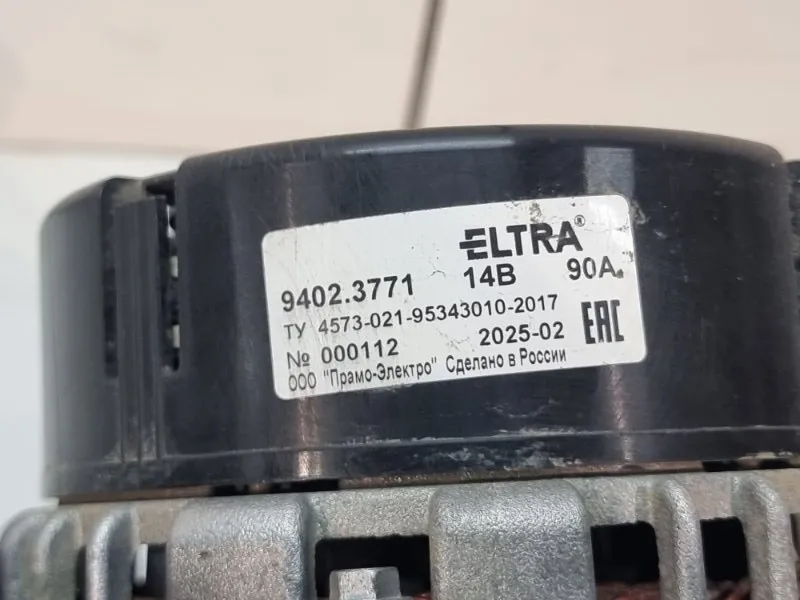 ELTRA®
9402.3771 14В 90А.
ТУ 4573-021-95343010-2017
№ 000112 2025-02 EAC
ООО "Прамо-Электро" Сделано в России